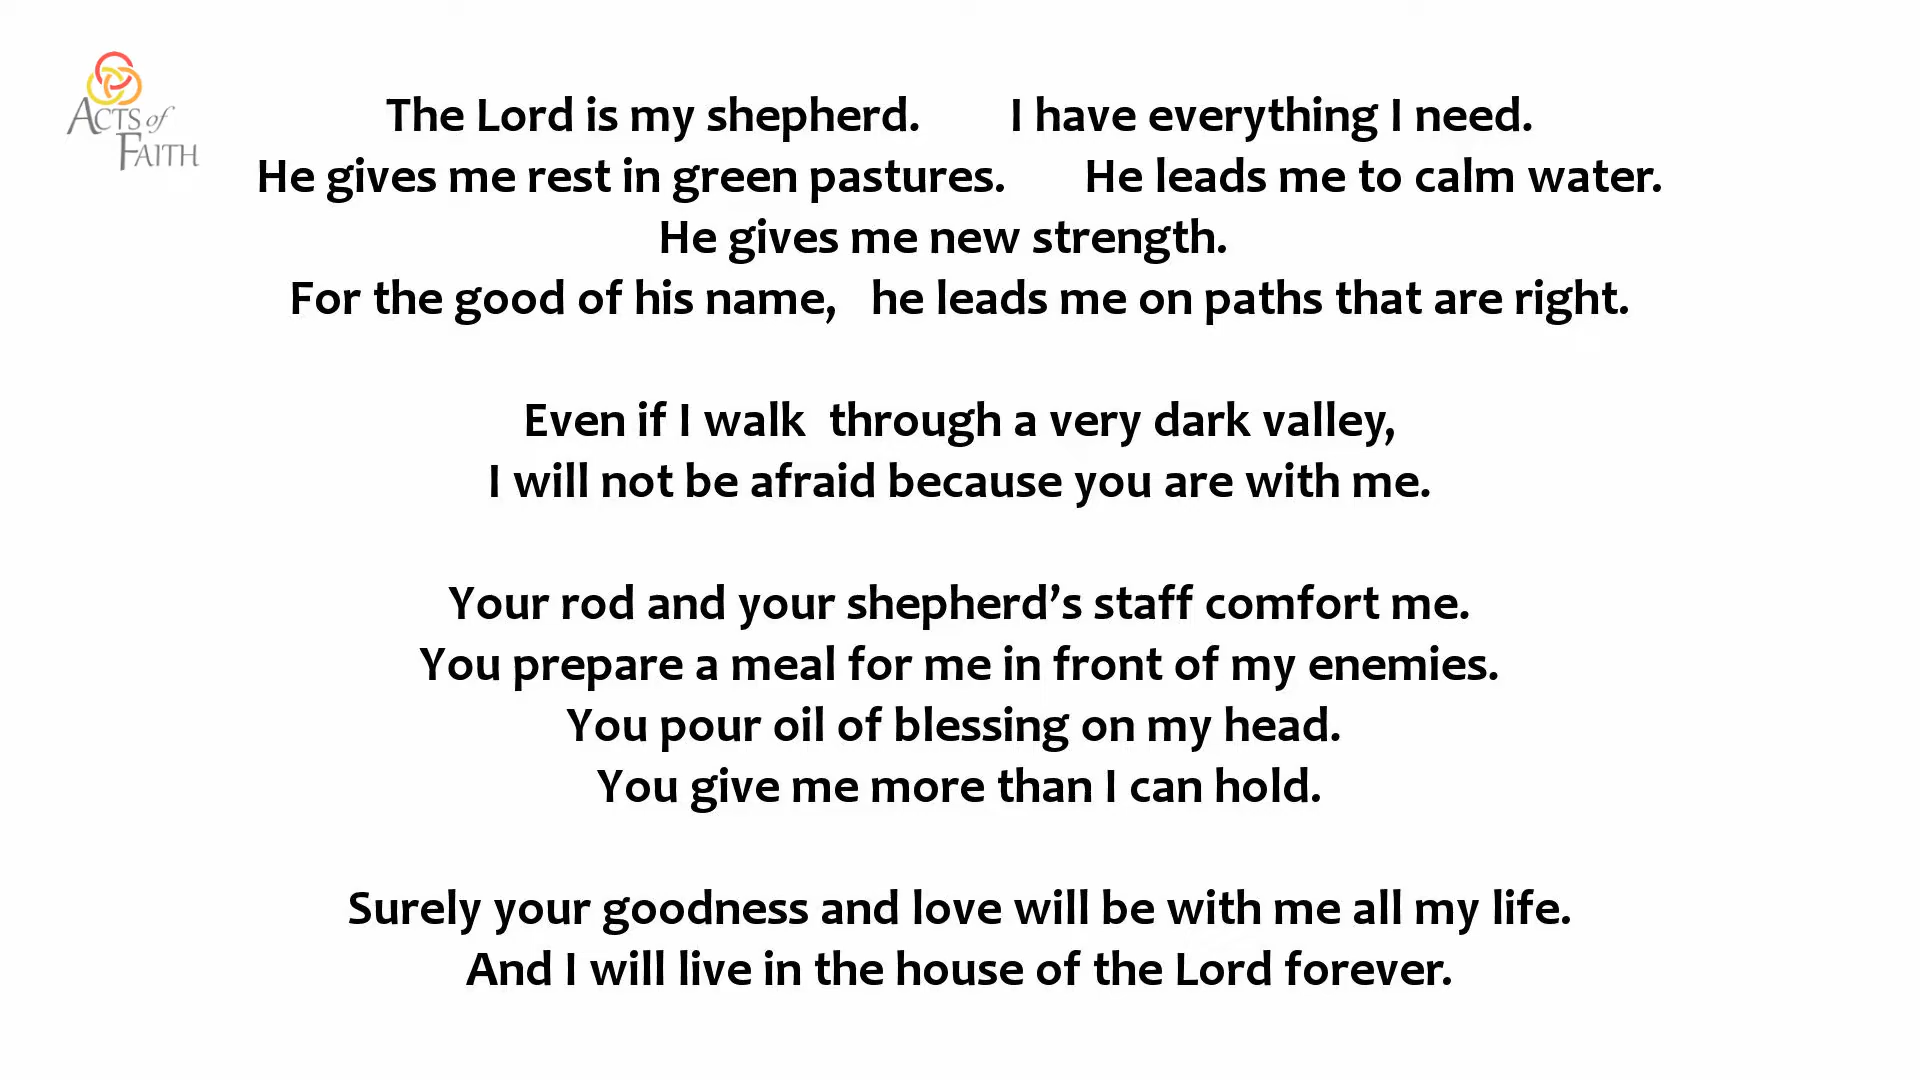 ACTS of
FAITH
The Lord is my shepherd. I have everything I need.
He gives me rest in green pastures. He leads me to calm water.
He gives me new strength.
For the good of his name, he leads me on paths that are right.
Even if I walk through a very dark valley,
I will not be afraid because you are with me.
Your rod and your shepherd’s staff comfort me.
You prepare a meal for me in front of my enemies.
You pour oil of blessing on my head.
You give me more than I can hold.
Surely your goodness and love will be with me all my life.
And I will live in the house of the Lord forever.